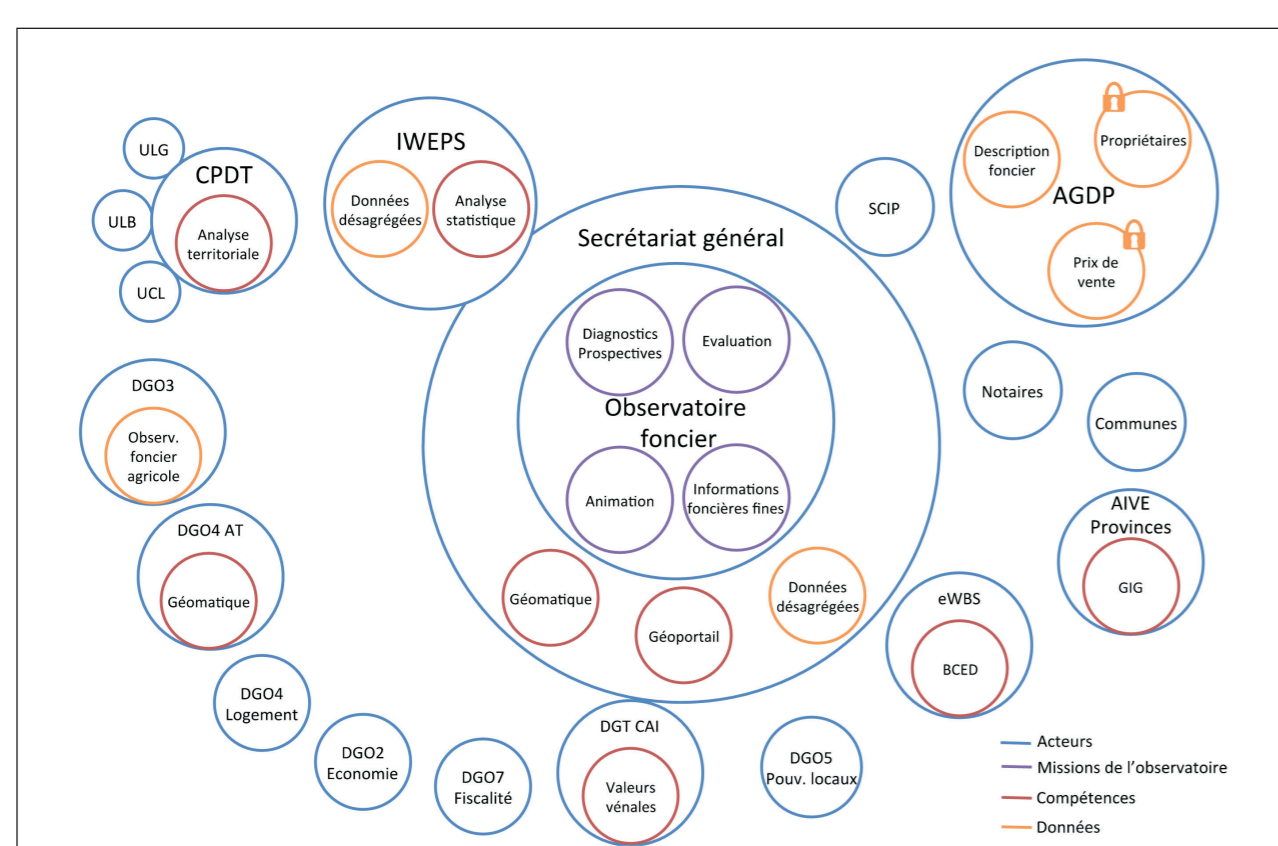 ULG
CPDT
ULB
Analyse
territoriale
UCL
IWEPS
Données
désagrégées
Analyse
statistique
Secrétariat général
SCIP
Description
foncier
Propriétaires
AGDP
Prix de
vente
Diagnostics
Prospectives
Evaluation
Observatoire
foncier
Animation
Informations
foncières fines
Géomatique
Géoportail
Données
désagrégées
Notaires
Communes
AIVE
Provinces
GIG
eWBS
BCED
DGO3
Observ.
foncier
agricole
DGO4 AT
Géomatique
DGO4
Logement
DGO2
Economie
DGO7
Fiscalité
DGT CAI
Valeurs
vénales
DGO5
Pouv. locaux
Acteurs
Missions de l'observatoire
Compétences
Données